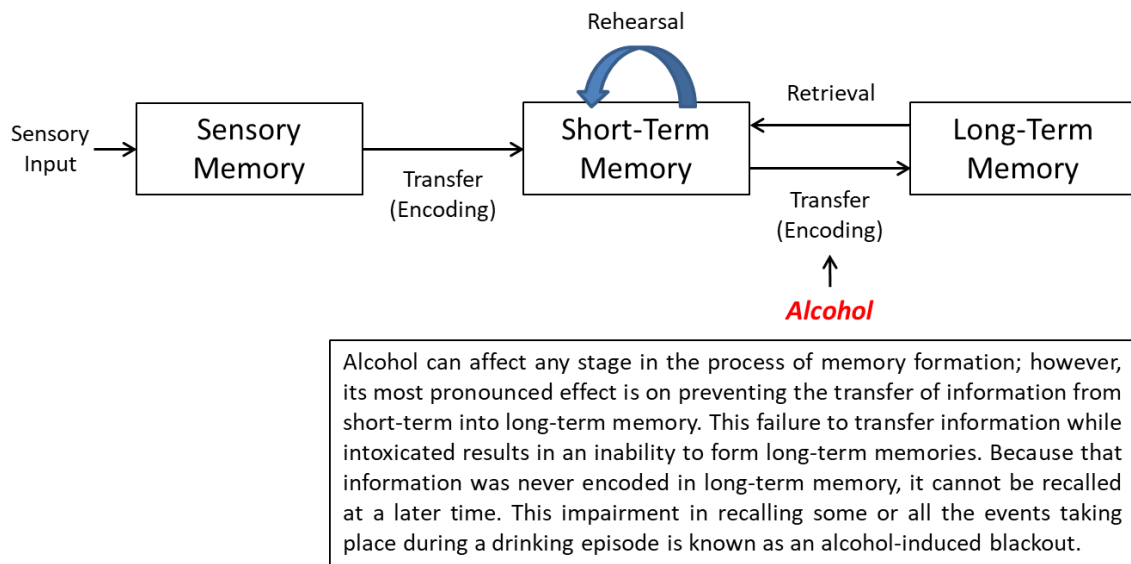 Rehearsal
Sensory
Input
Sensory
Memory
Transfer
(Encoding)
Short-Term
Memory
Retrieval
Transfer
(Encoding)
Long-Term
Memory
Alcohol
Alcohol can affect any stage in the process of memory formation; however,
its most pronounced effect is on preventing the transfer of information from
short-term into long-term memory. This failure to transfer information while
intoxicated results in an inability to form long-term memories. Because that
information was never encoded in long-term memory, it cannot be recalled
at a later time. This impairment in recalling some or all the events taking
place during a drinking episode is known as an alcohol-induced blackout.